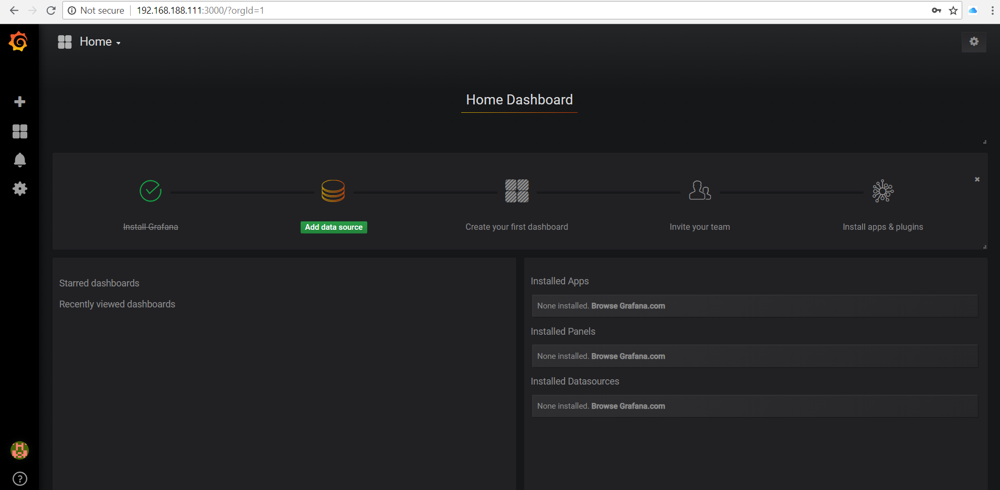 Not secure 192.168.188.111:3000/?orgId=1
Home
Home Dashboard
Install Grafana
Add data source
Create your first dashboard
Invite your team
Install apps & plugins
Starred dashboards
Recently viewed dashboards
Installed Apps
None installed. Browse Grafana.com
Installed Panels
None installed. Browse Grafana.com
Installed Datasources
None installed. Browse Grafana.com